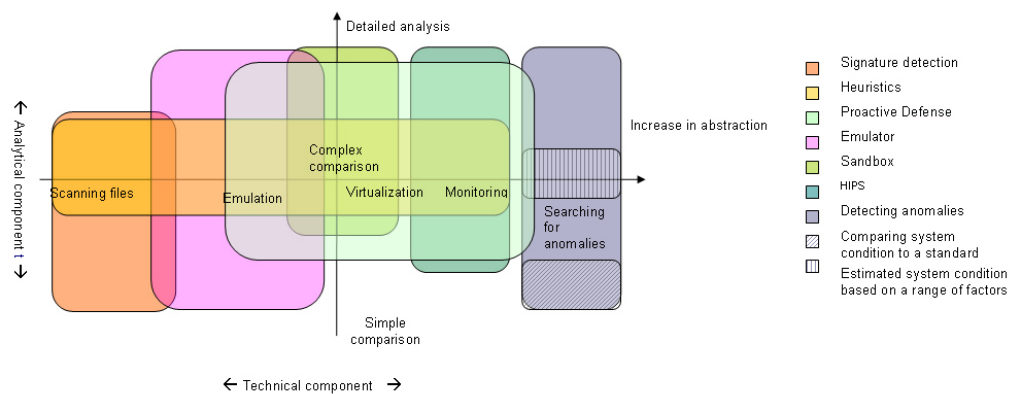 Detailed analysis
Analytical component t
Increase in abstraction
Complex
comparison
Scanning files
Emulation
Virtualization
Monitoring
Searching
for
anomalies
Simple
comparison
Technical component
Signature detection
Heuristics
Proactive Defense
Emulator
Sandbox
HIPS
Detecting anomalies
Comparing system
condition to a standard
Estimated system condition
based on a range of factors